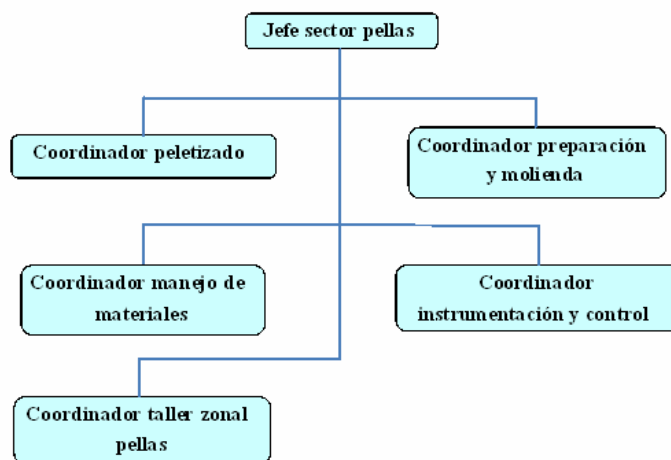 Jefe sector pellas
Coordinador peletizado
Coordinador preparación
y molienda
Coordinador manejo de
materiales
Coordinador
instrumentación y control
Coordinador taller zonal
pellas